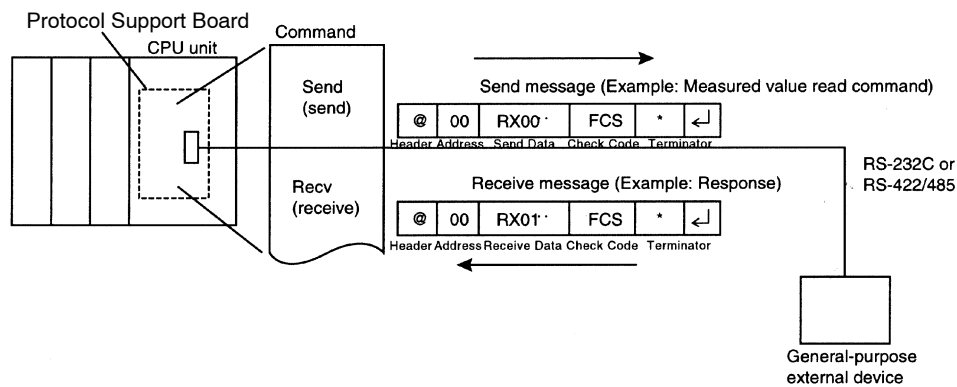 Protocol Support Board
CPU unit
Command
Send
(send)
Send message (Example: Measured value read command)
@ 00 RX00·· FCS * ↵
Header Address Send Data Check Code Terminator
RS-232C or
RS-422/485
Recv
(receive)
Receive message (Example: Response)
@ 00 RX01·· FCS * ↵
Header Address Receive Data Check Code Terminator
General-purpose
external device